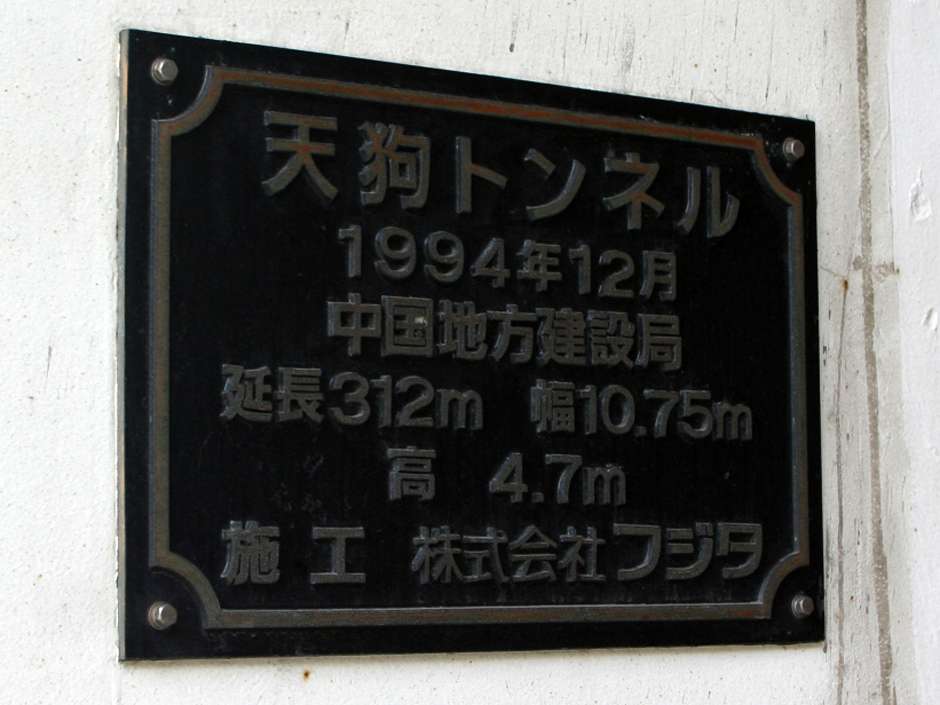 天狗トンネル
1994年12月
中国地方建設局
延長312m　幅10.75m
高　4.7m
施工　株式会社フジタ